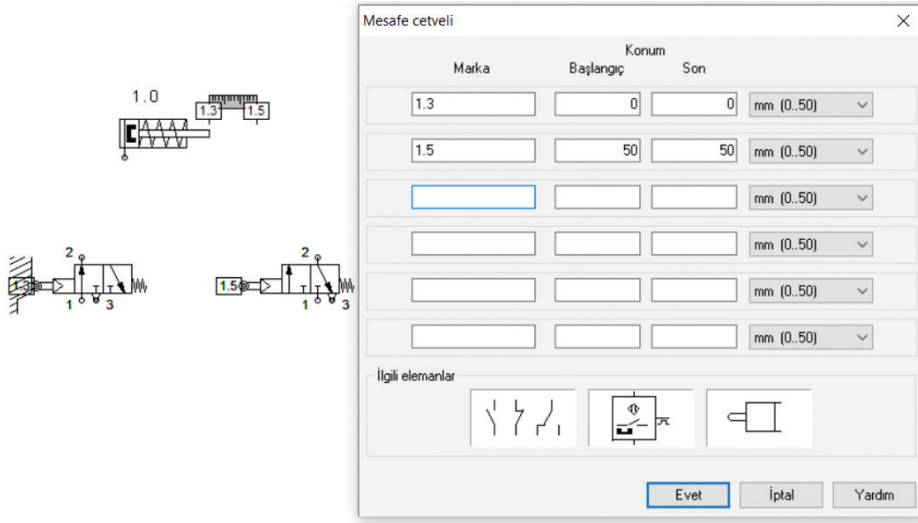 Mesafe cetveli
Konum
Marka Başlangıç Son
1.3 0 0 mm (0..50)
1.5 50 50 mm (0..50)
mm (0..50)
mm (0..50)
mm (0..50)
mm (0..50)
İlgili elemanlar
Evet İptal Yardım
1.0
1.3 1.5
2
1.3
1 3
2
1.5
1 3